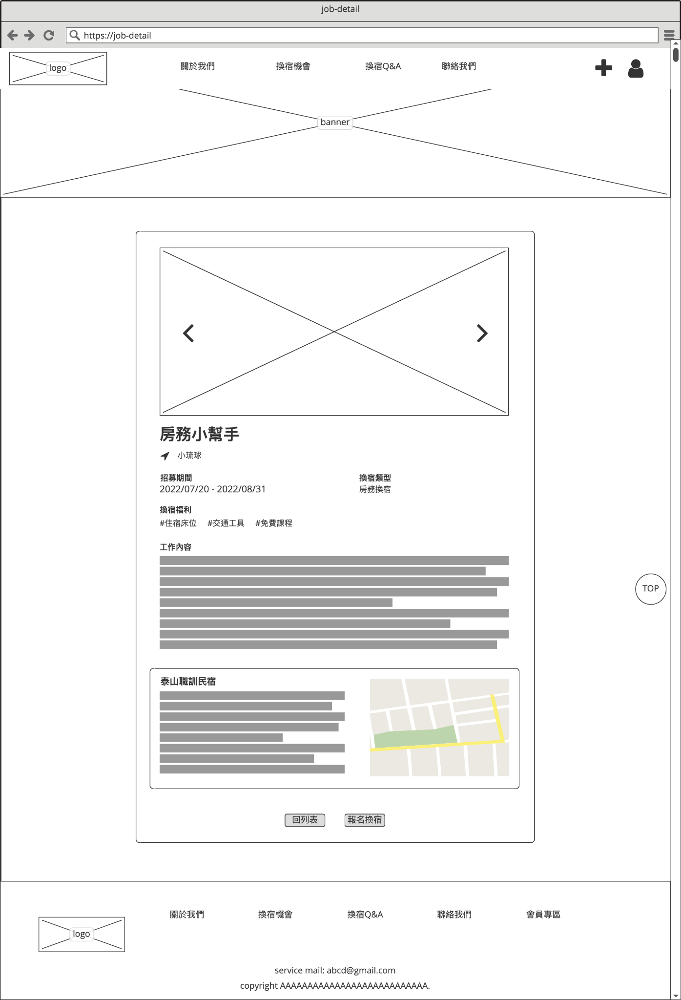 job-detail
https://job-detail
logo
關於我們 換宿機會 換宿Q&A 聯絡我們
banner
房務小幫手
小琉球
招募期間 換宿類型
2022/07/20 - 2022/08/31 房務換宿
換宿福利
#住宿床位 #交通工具 #免費課程
工作內容
TOP
泰山職訓民宿
回列表 報名換宿
關於我們 換宿機會 換宿Q&A 聯絡我們 會員專區
logo
service mail: abcd@gmail.com
copyright AAAAAAAAAAAAAAAAAAAAAAAAAAA.